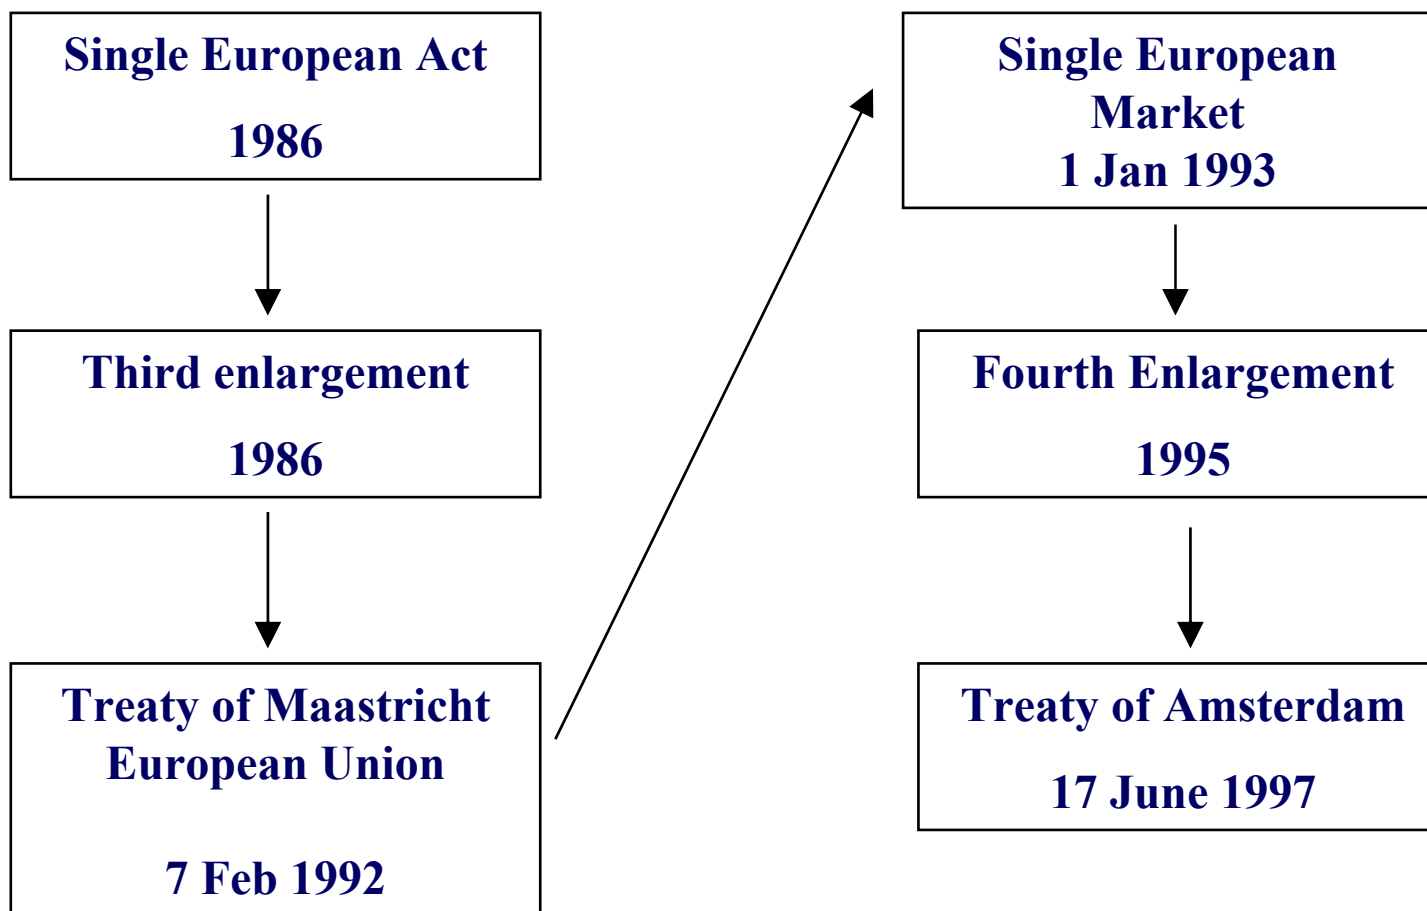 Single European Act
1986
Third enlargement
1986
Treaty of Maastricht
European Union
7 Feb 1992
Single European
Market
1 Jan 1993
Fourth Enlargement
1995
Treaty of Amsterdam
17 June 1997